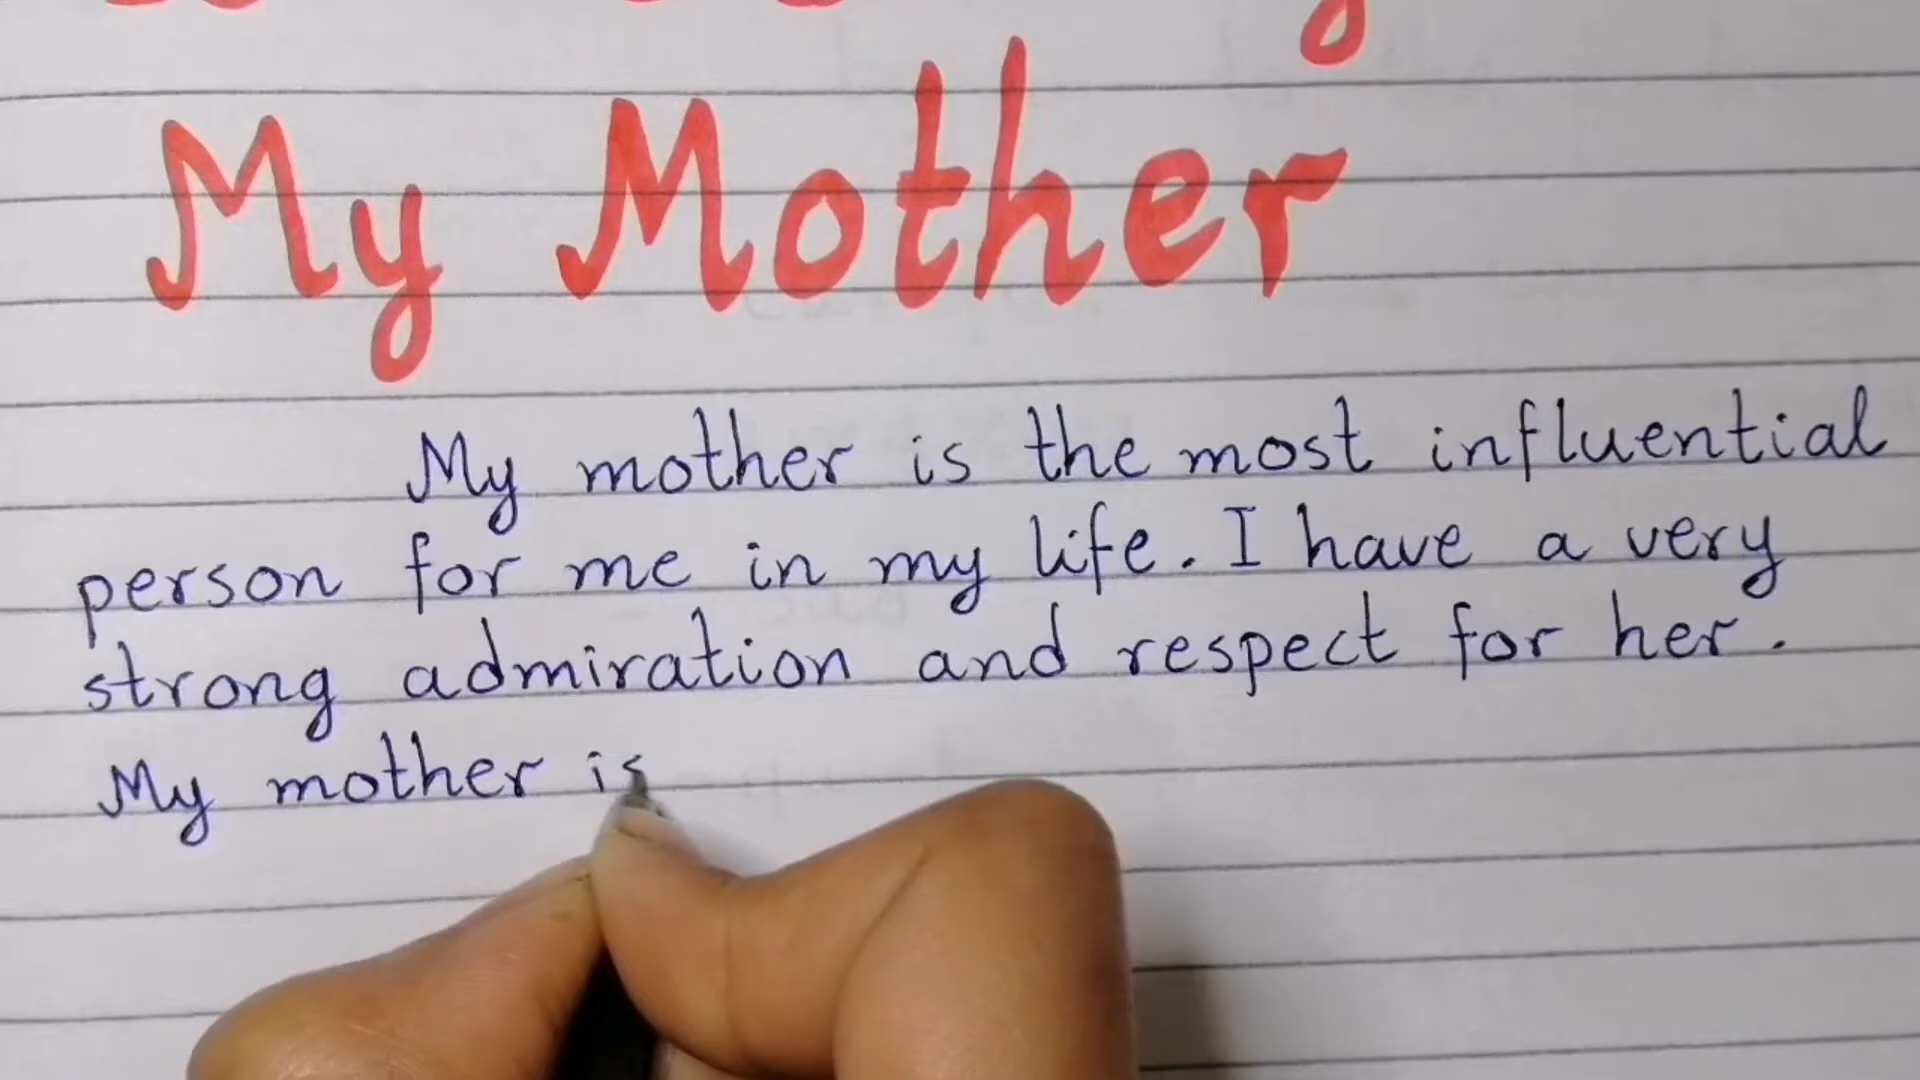 My Mother
My mother is the most influential
person for me in my life. I have a very
strong admiration and respect for her.
My mother is